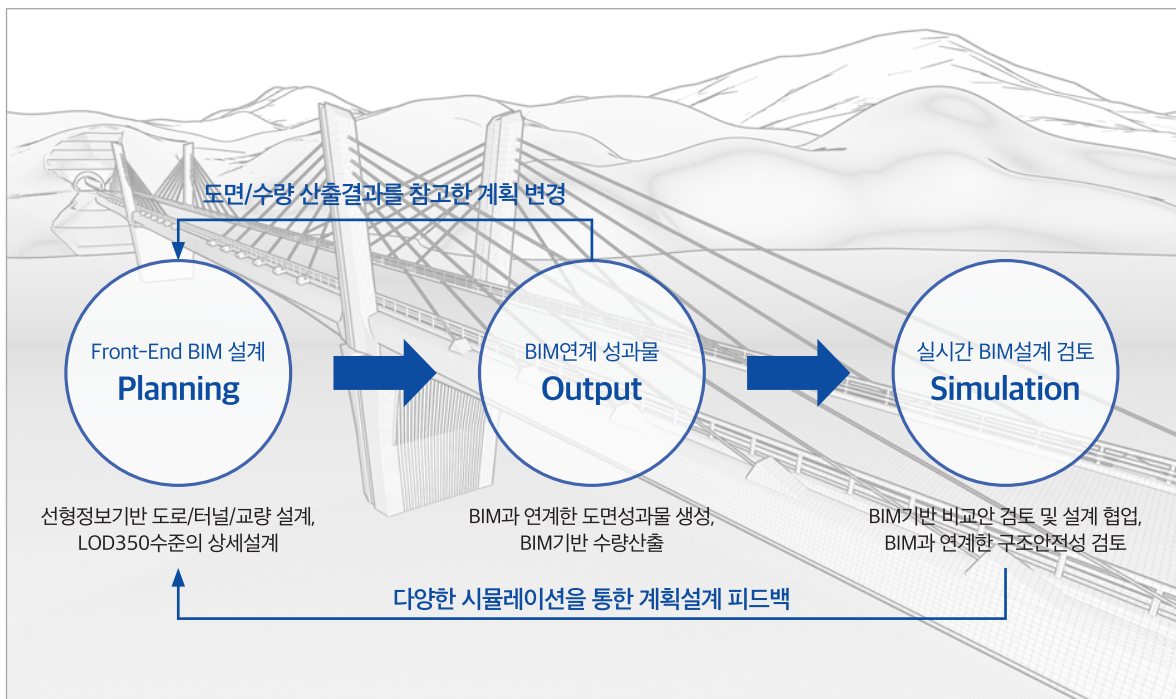 도면/수량 산출결과를 참고한 계획 변경
Front-End BIM 설계
Planning
BIM연계 성과물
Output
실시간 BIM설계 검토
Simulation
선형정보기반 도로/터널/교량 설계,
LOD350수준의 상세설계
BIM과 연계한 도면성과물 생성,
BIM기반 수량산출
BIM기반 비교안 검토 및 설계 협업,
BIM과 연계한 구조안전성 검토
다양한 시뮬레이션을 통한 계획설계 피드백